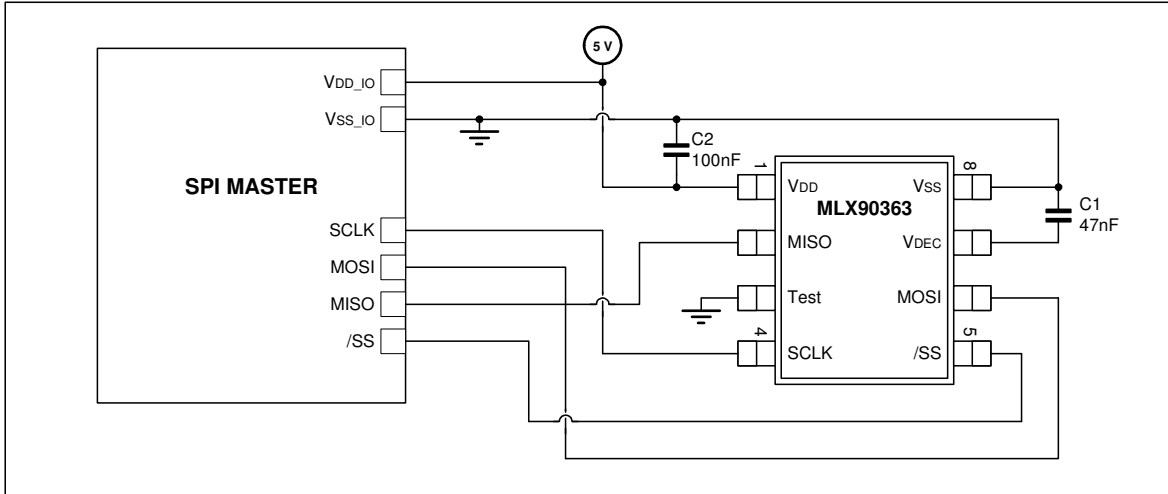 5 V
VDD_IO
VSS_IO
SPI MASTER
SCLK
MOSI
MISO
/SS
C2
100nF
1
8
VDD
VSS
MLX90363
MISO
VDEC
Test
MOSI
4
5
SCLK
/SS
C1
47nF